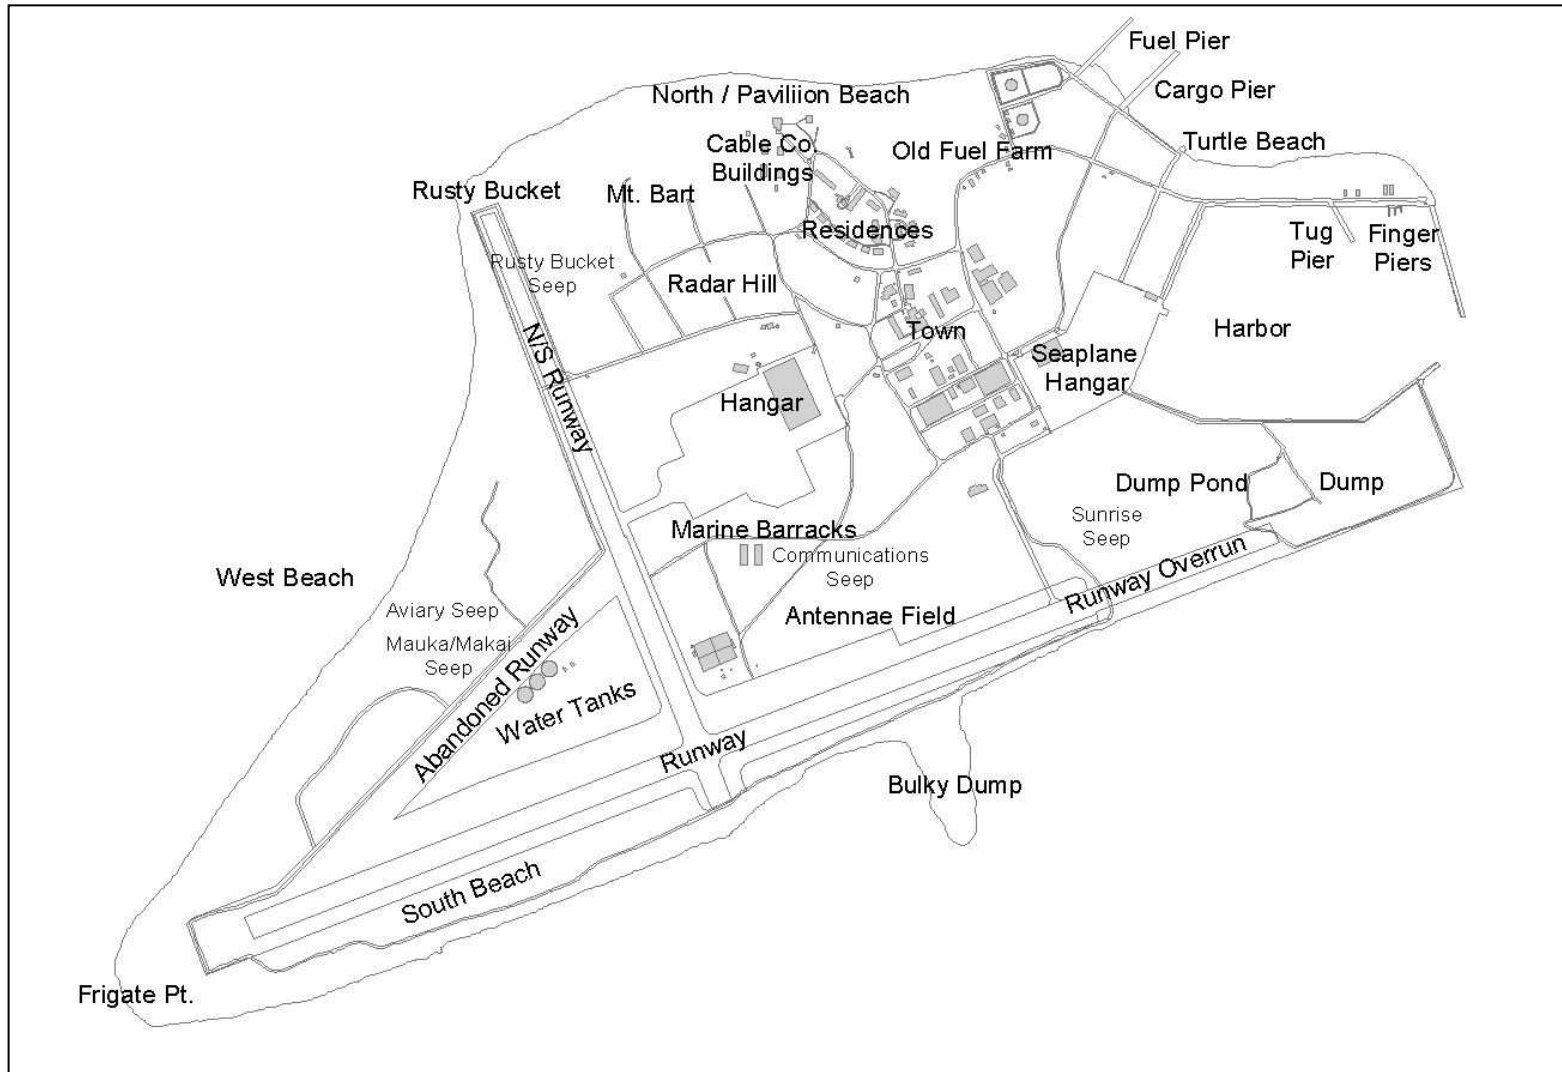 Fuel Pier
Cargo Pier
North / Paviliion Beach
Turtle Beach
Cable Co.
Buildings
Old Fuel Farm
Rusty Bucket
Mt. Bart
Residences
Tug
Pier
Finger
Piers
Rusty Bucket
Seep
Radar Hill
Town
Harbor
N/S Runway
Seaplane
Hangar
Hangar
Dump Pond
Dump
Sunrise
Seep
Marine Barracks
Communications
Seep
Runway Overrun
West Beach
Aviary Seep
Antennae Field
Mauka/Makai
Seep
Abandoned Runway
Water Tanks
Runway
Bulky Dump
South Beach
Frigate Pt.